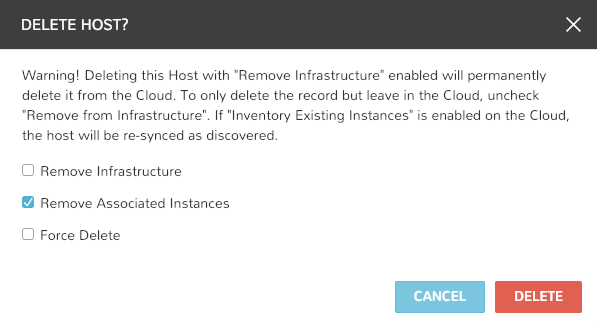 DELETE HOST?
Warning! Deleting this Host with "Remove Infrastructure" enabled will permanently
delete it from the Cloud. To only delete the record but leave in the Cloud, uncheck
"Remove from Infrastructure". If "Inventory Existing Instances" is enabled on the Cloud,
the host will be re-synced as discovered.
Remove Infrastructure
Remove Associated Instances
Force Delete
CANCEL DELETE